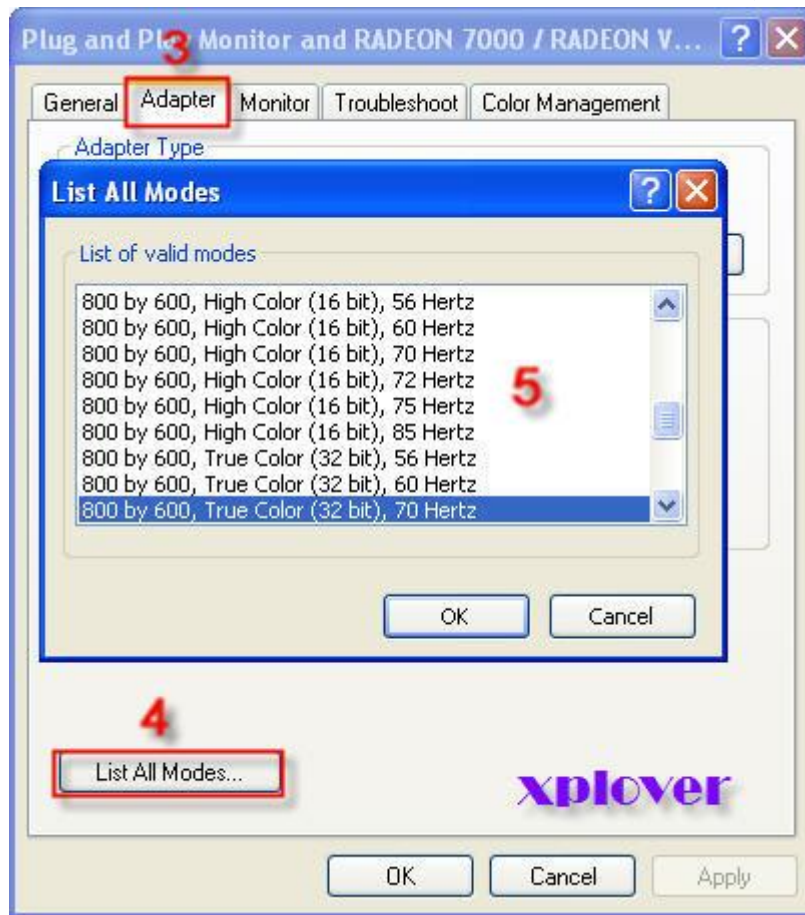 Plug and Play Monitor and RADEON 7000 / RADEON V...
3
General Adapter Monitor Troubleshoot Color Management
Adapter Type
List All Modes
List of valid modes
800 by 600, High Color (16 bit), 56 Hertz
800 by 600, High Color (16 bit), 60 Hertz
800 by 600, High Color (16 bit), 70 Hertz
800 by 600, High Color (16 bit), 72 Hertz
800 by 600, High Color (16 bit), 75 Hertz
800 by 600, High Color (16 bit), 85 Hertz
800 by 600, True Color (32 bit), 56 Hertz
800 by 600, True Color (32 bit), 60 Hertz
800 by 600, True Color (32 bit), 70 Hertz
5
OK Cancel
4
List All Modes...
xplover
OK Cancel Apply